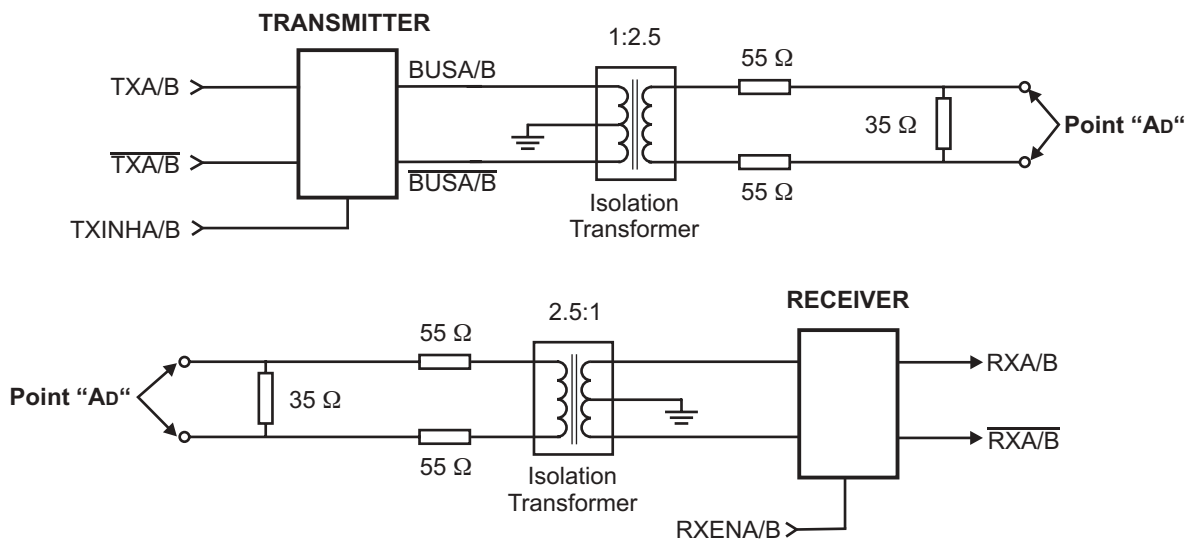 TRANSMITTER
1:2.5
55 Ω
TXA/B
BUSA/B
35 Ω
Point “AD“
TXA/B
BUSA/B
55 Ω
TXINHA/B
Isolation
Transformer
RECEIVER
2.5:1
55 Ω
RXA/B
Point “AD“
35 Ω
RXA/B
55 Ω
Isolation
Transformer
RXENA/B